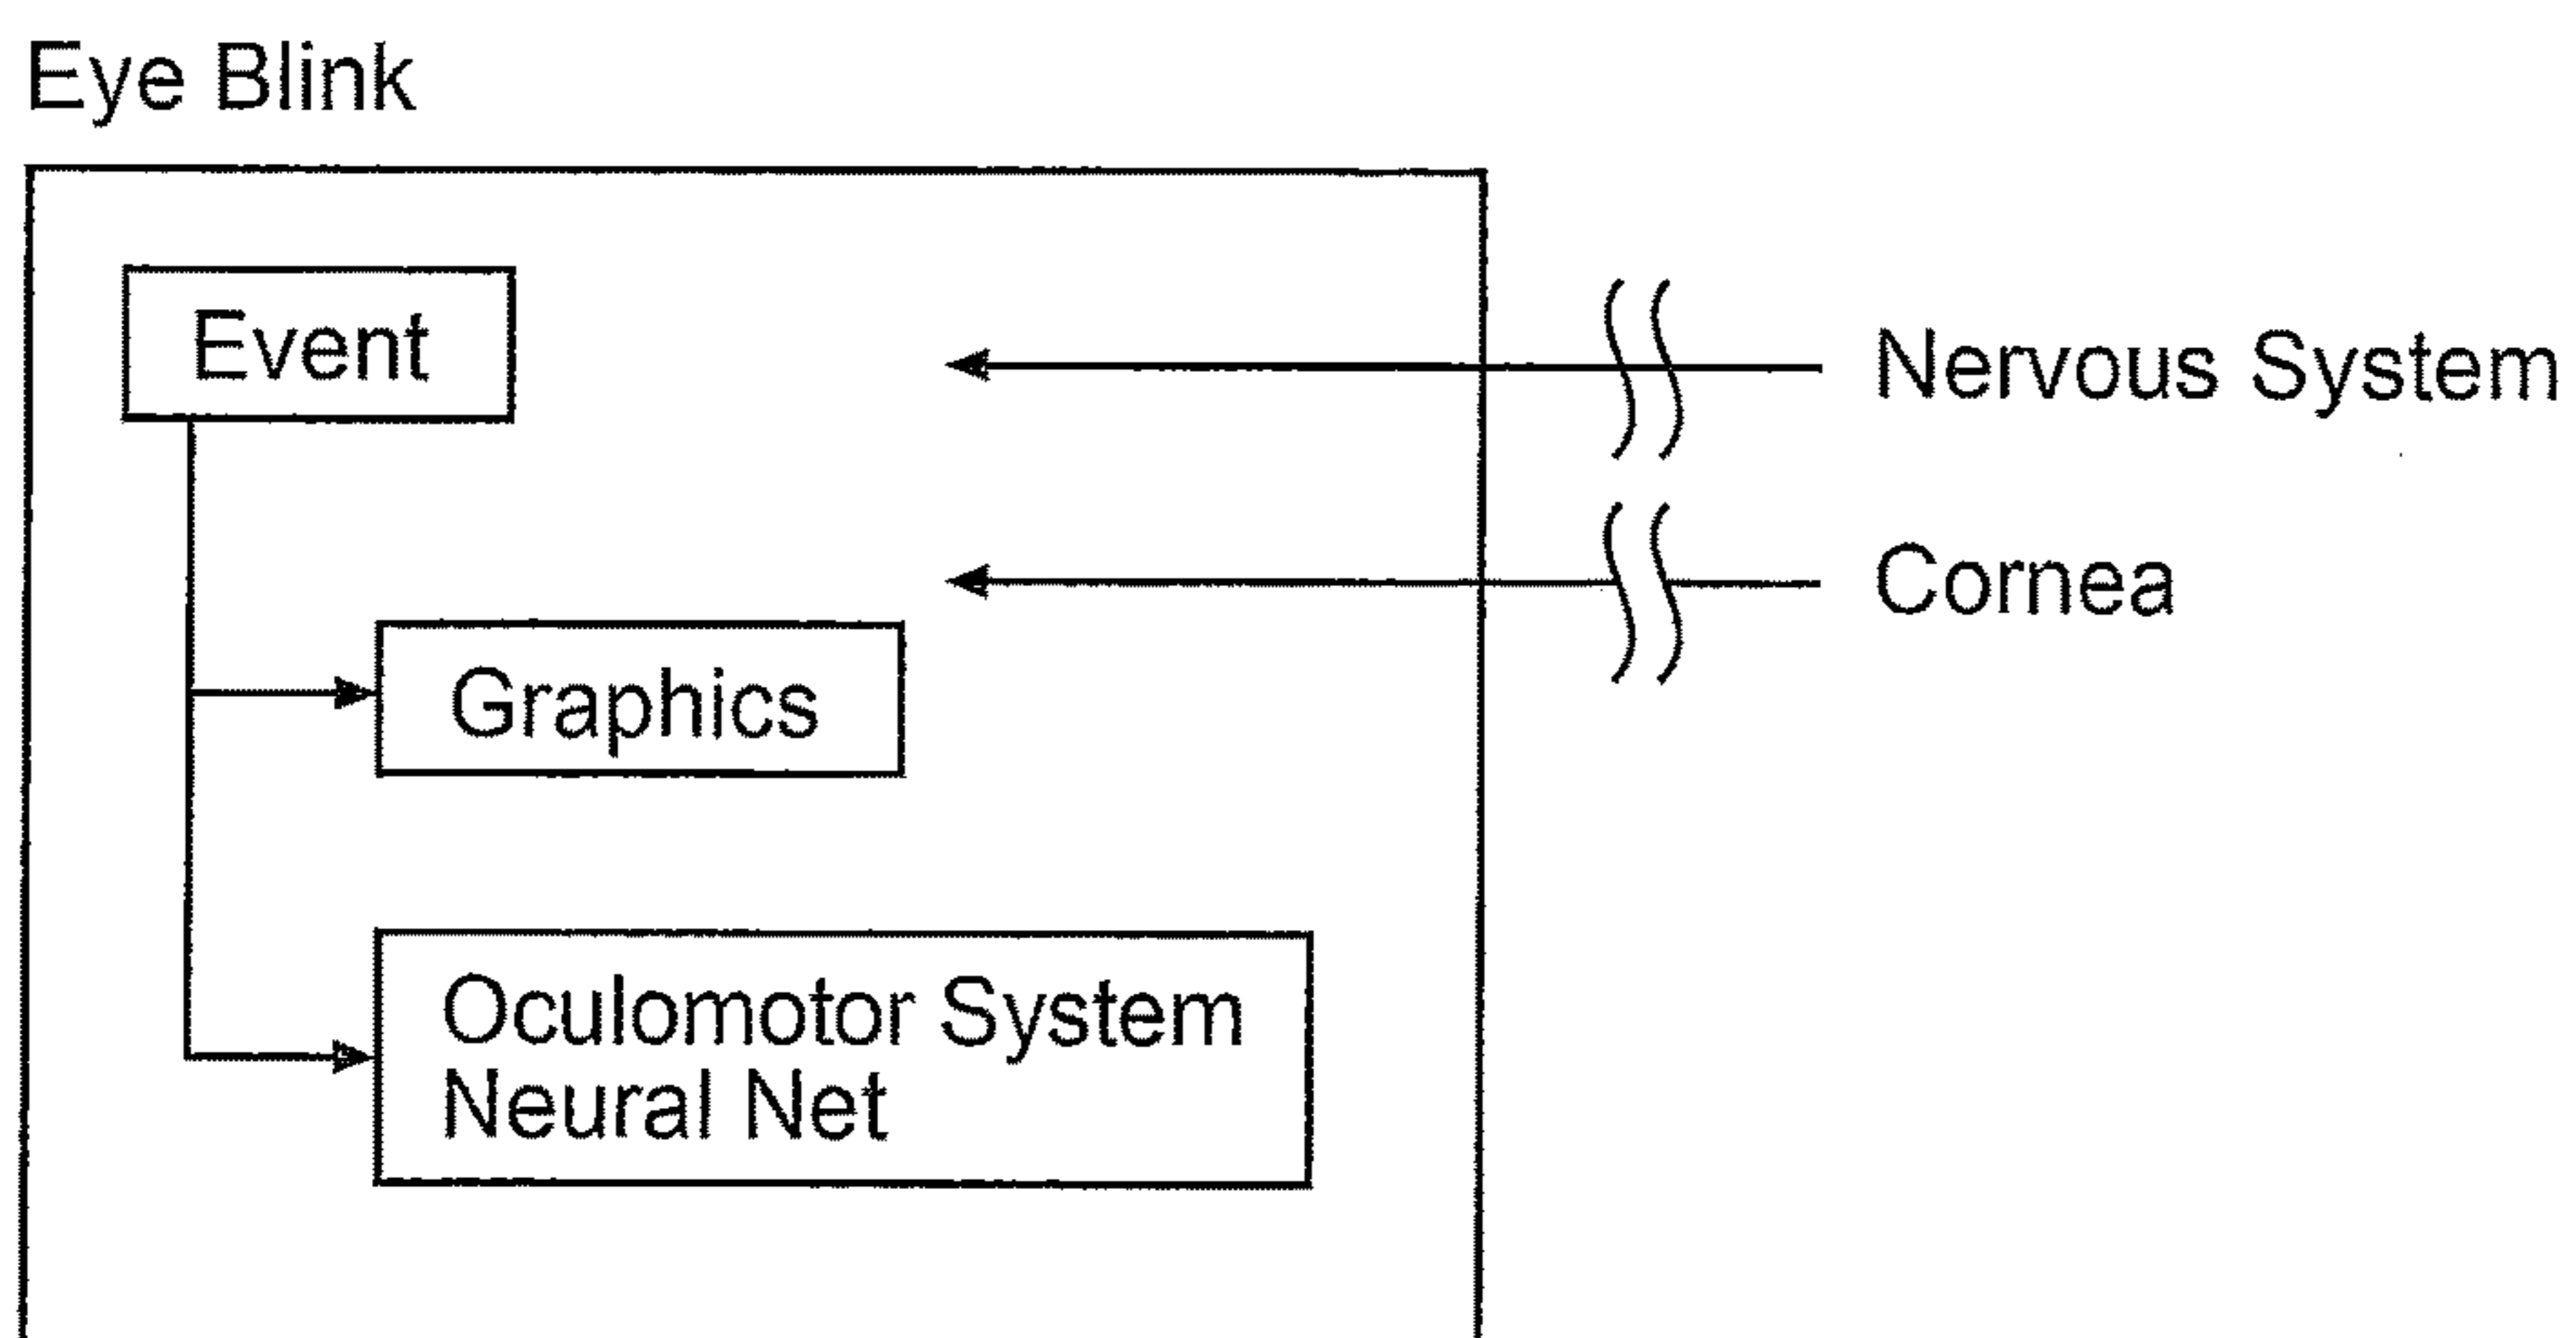 Eye Blink
Event
Nervous System
Cornea
Graphics
Oculomotor System
Neural Net